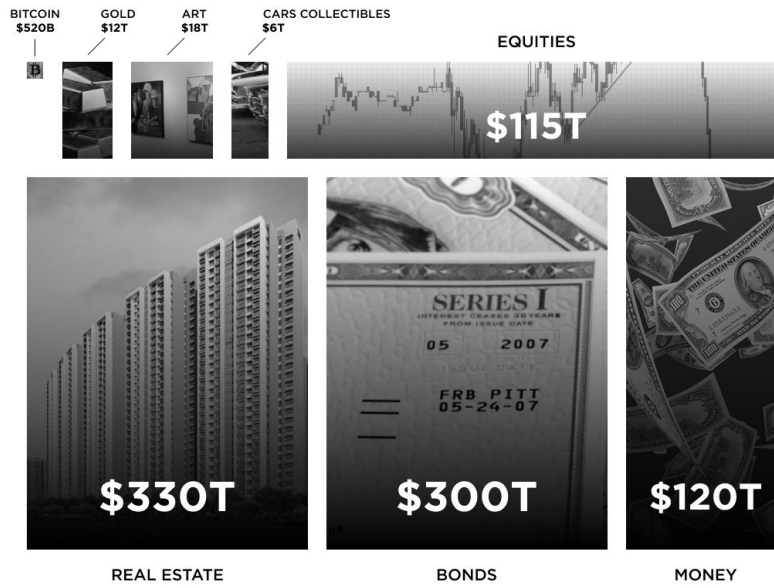 BITCOIN
$520B
GOLD
$12T
ART
$18T
CARS COLLECTIBLES
$6T
EQUITIES
$115T
SERIES I
INTEREST CEASES 30 YEARS
FROM ISSUE DATE
05 2007
ISSUE DATE
FRB PITT
05-24-07
$330T
$300T
$120T
REAL ESTATE
BONDS
MONEY